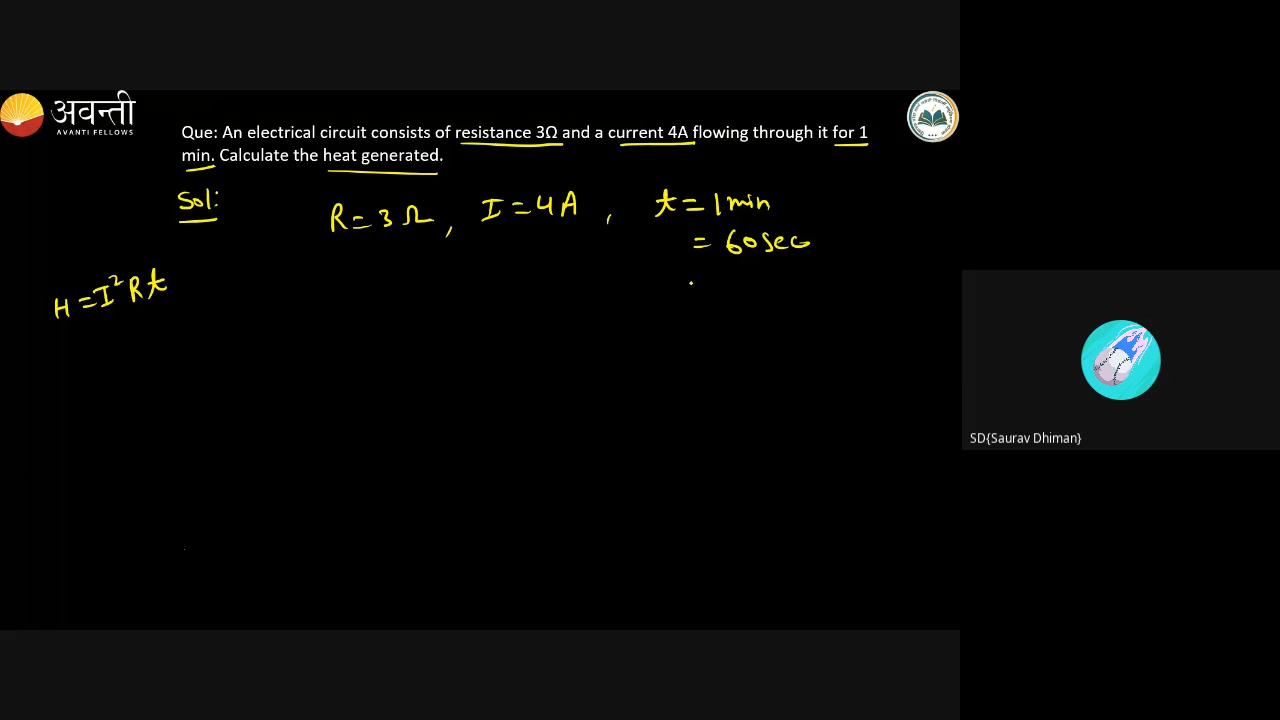 अवन्ती
AVANTI FELLOWS
Que: An electrical circuit consists of resistance 3Ω and a current 4A flowing through it for 1
min. Calculate the heat generated.
Sol:
R = 3 Ω, I = 4 A, t = 1 min
= 60 sec
H = I² R t
SD{Saurav Dhiman}